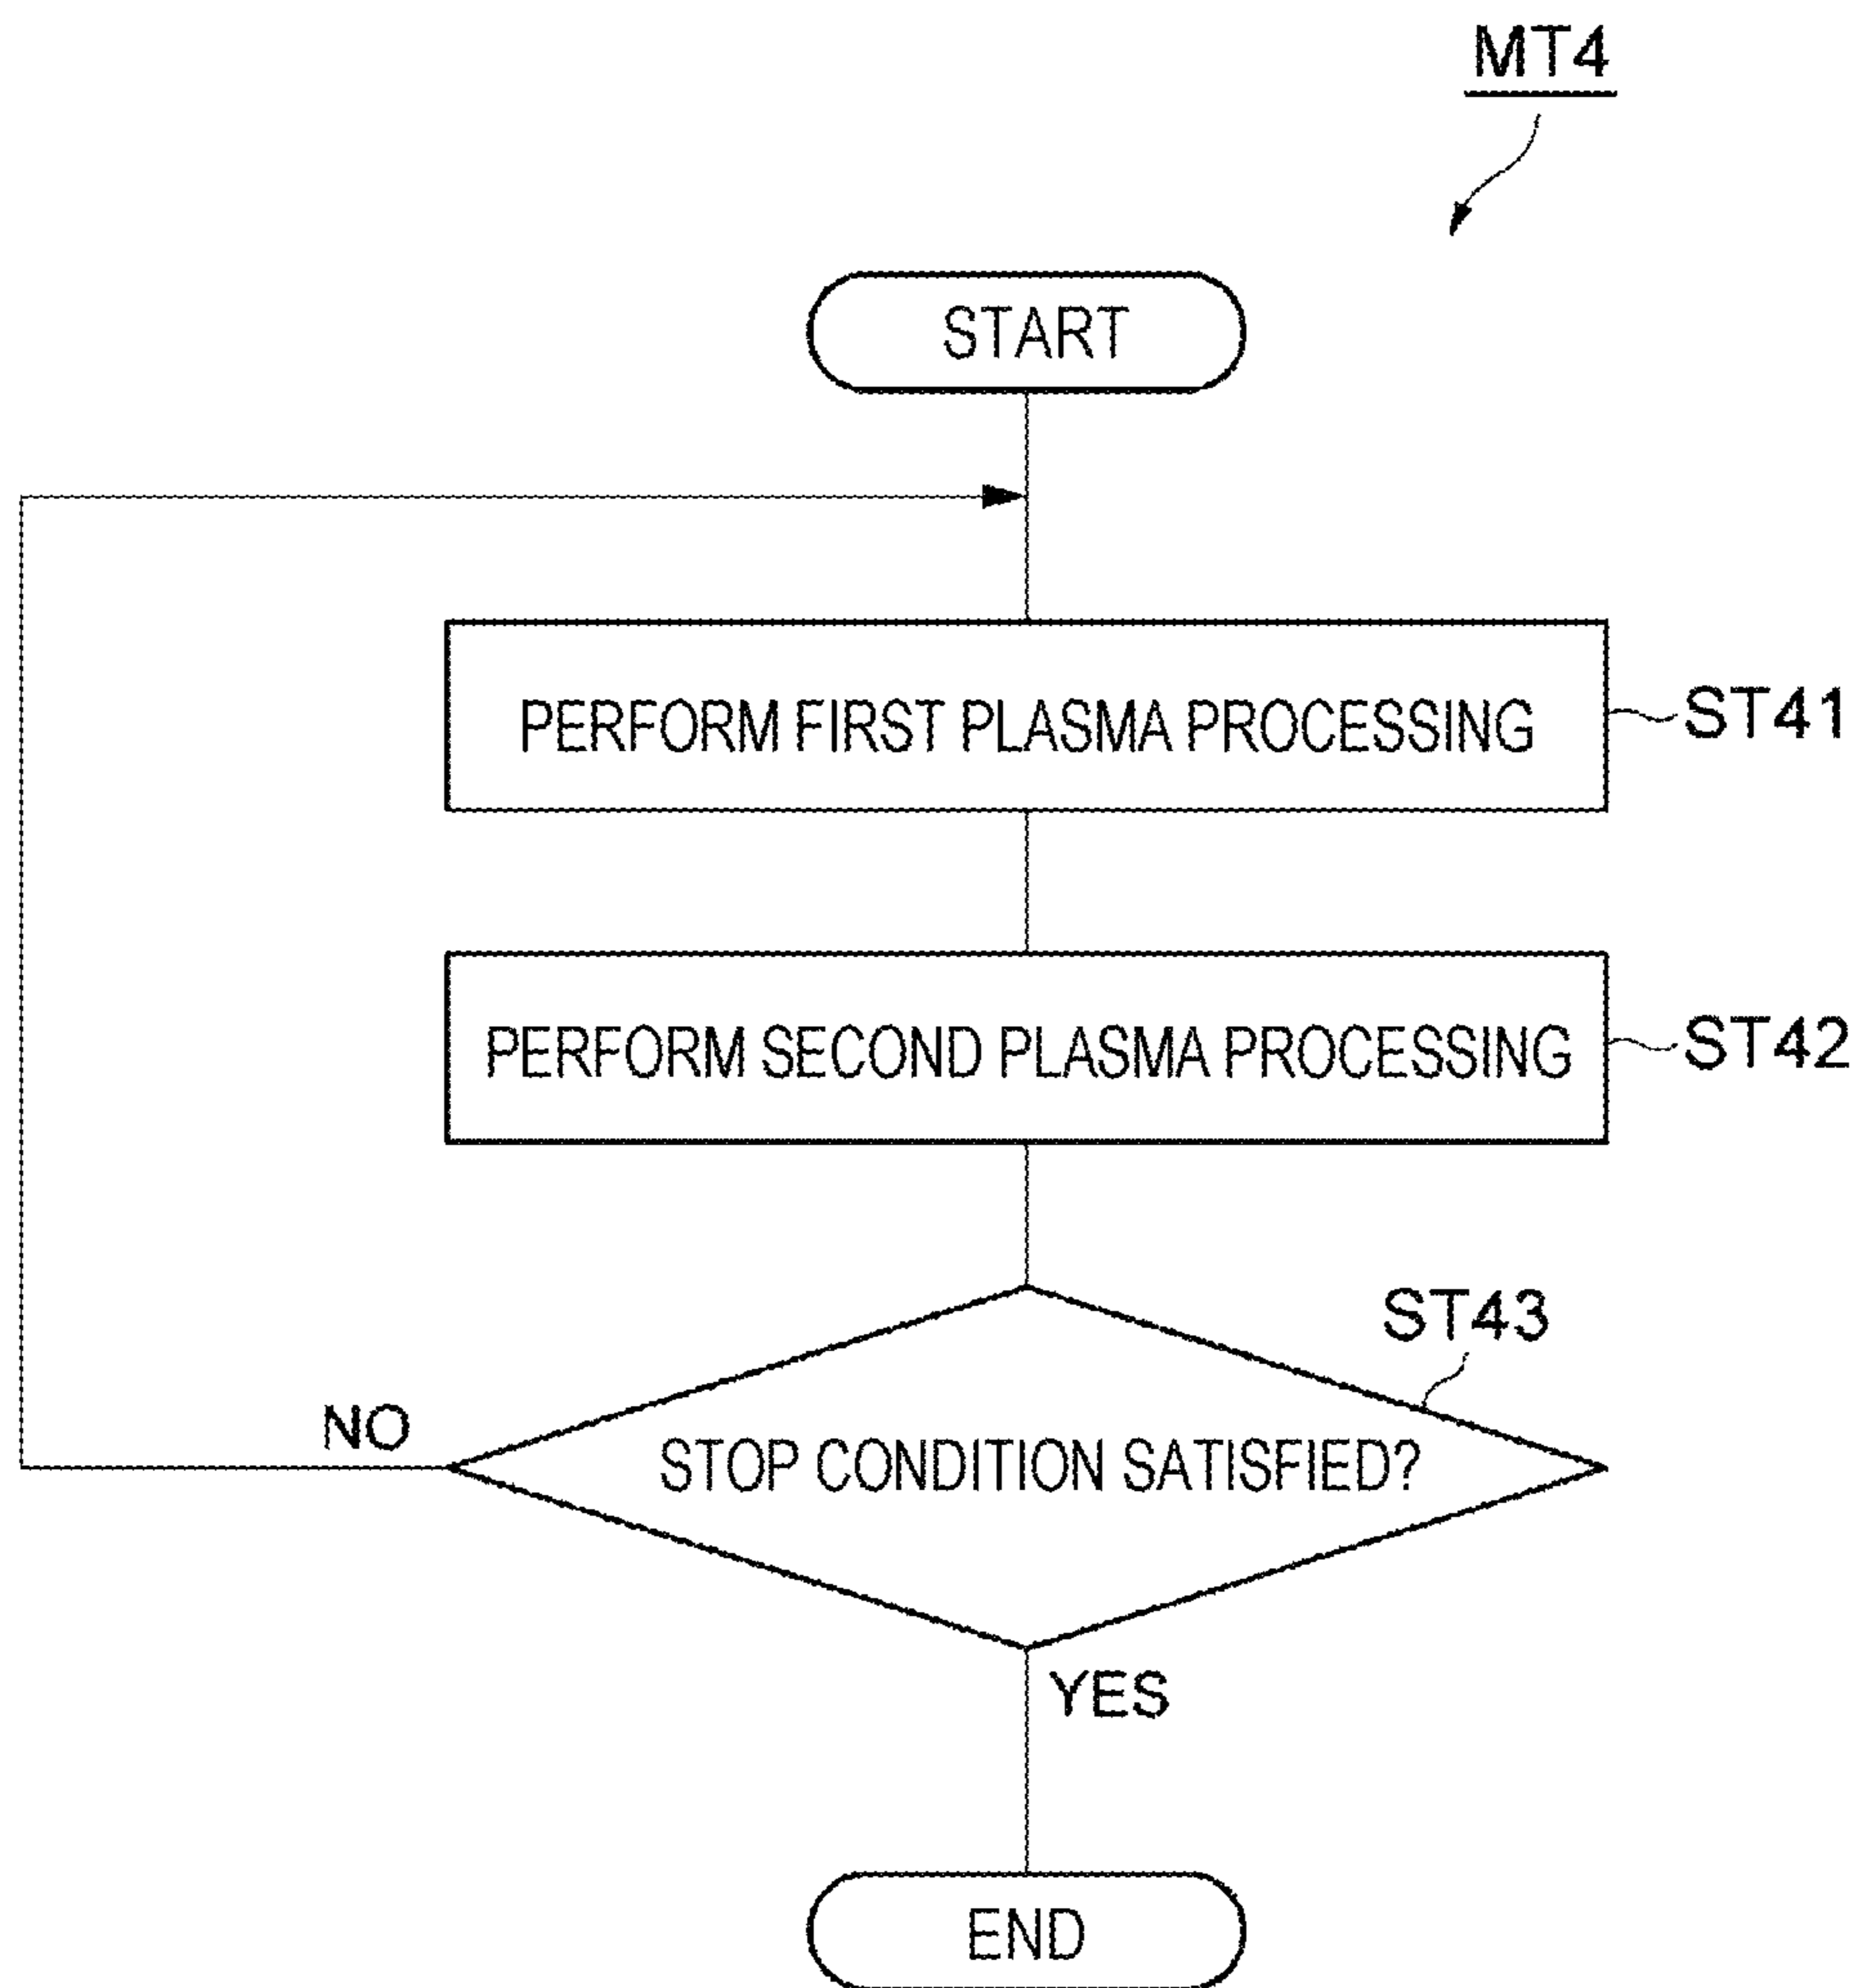 MT4
START
PERFORM FIRST PLASMA PROCESSING
ST41
PERFORM SECOND PLASMA PROCESSING
ST42
ST43
NO
STOP CONDITION SATISFIED?
YES
END